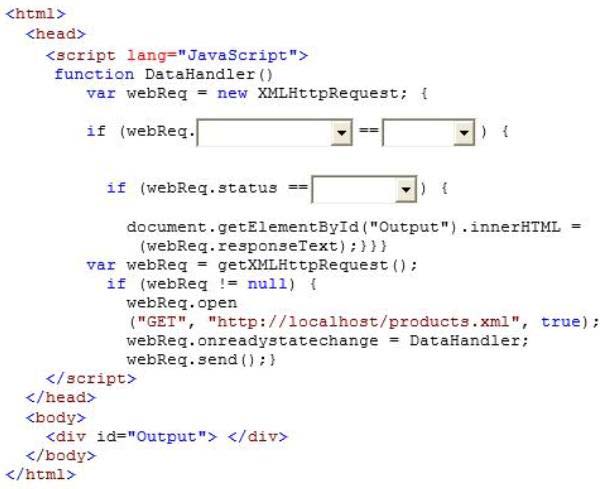 <html>
<head>
<script lang="JavaScript">
function DataHandler()
var webReq = new XMLHttpRequest; {
if (webReq. == ) {
if (webReq.status == ) {
document.getElementById("Output").innerHTML =
(webReq.responseText);}}}
var webReq = getXMLHttpRequest();
if (webReq != null) {
webReq.open
("GET", "http://localhost/products.xml", true);
webReq.onreadystatechange = DataHandler;
webReq.send();}
</script>
</head>
<body>
<div id="Output"> </div>
</body>
</html>